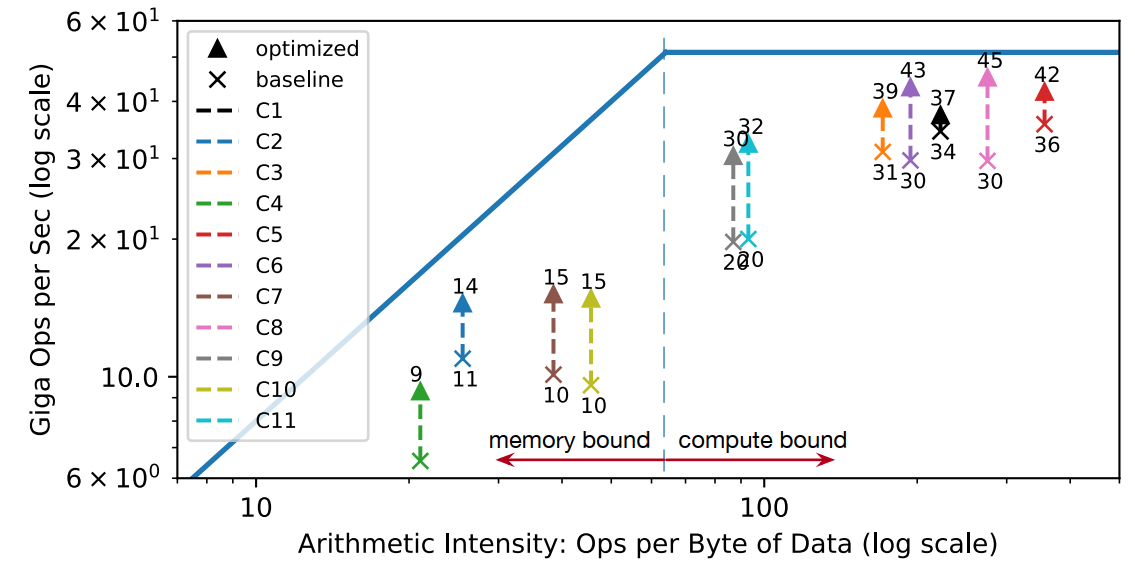 6 × 10¹
4 × 10¹
3 × 10¹
2 × 10¹
10.0
6 × 10⁰
Giga Ops per Sec (log scale)
optimized
baseline
C1
C2
C3
C4
C5
C6
C7
C8
C9
C10
C11
9
14
11
15
10
15
10
30
20
32
20
39
31
43
30
37
34
45
30
42
36
memory bound
compute bound
10
100
Arithmetic Intensity: Ops per Byte of Data (log scale)